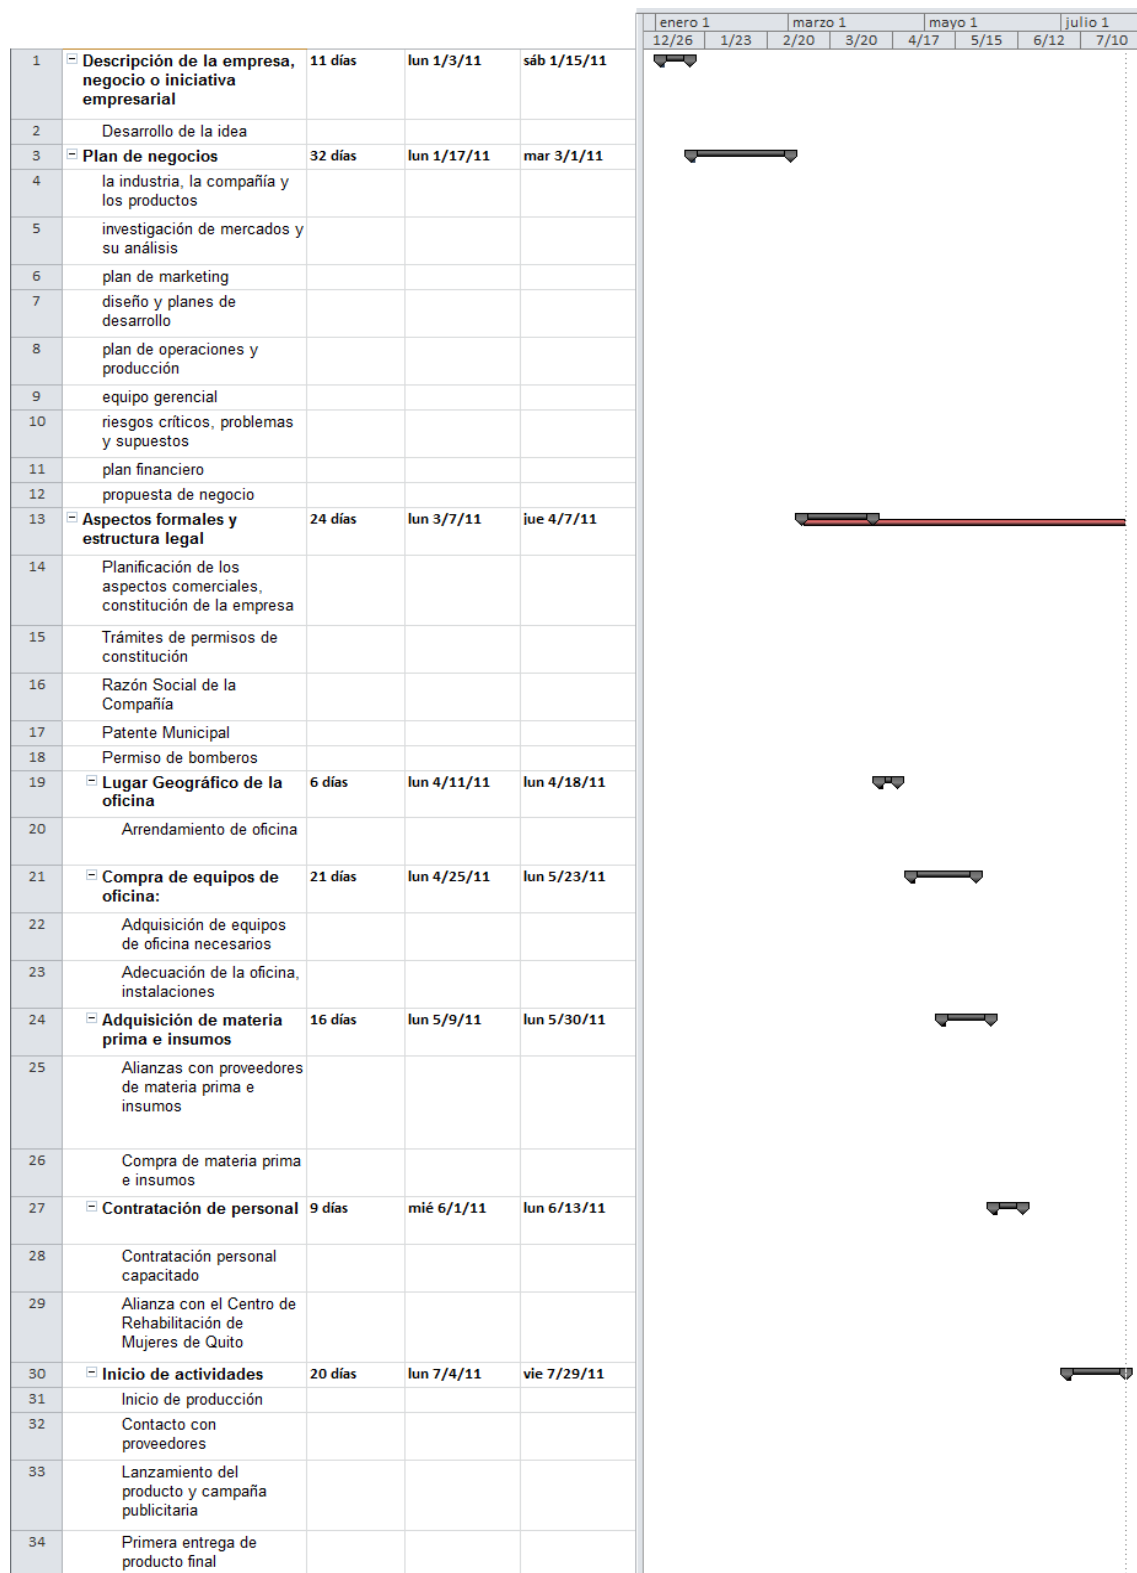 enero 1 marzo 1 mayo 1 julio 1
12/26 1/23 2/20 3/20 4/17 5/15 6/12 7/10
1 Descripción de la empresa, 11 días lun 1/3/11 sáb 1/15/11
negocio o iniciativa
empresarial
2 Desarrollo de la idea
3 Plan de negocios 32 días lun 1/17/11 mar 3/1/11
4 la industria, la compañía y
los productos
5 investigación de mercados y
su análisis
6 plan de marketing
7 diseño y planes de
desarrollo
8 plan de operaciones y
producción
9 equipo gerencial
10 riesgos críticos, problemas
y supuestos
11 plan financiero
12 propuesta de negocio
13 Aspectos formales y 24 días lun 3/7/11 jue 4/7/11
estructura legal
14 Planificación de los
aspectos comerciales,
constitución de la empresa
15 Trámites de permisos de
constitución
16 Razón Social de la
Compañía
17 Patente Municipal
18 Permiso de bomberos
19 Lugar Geográfico de la 6 días lun 4/11/11 lun 4/18/11
oficina
20 Arrendamiento de oficina
21 Compra de equipos de 21 días lun 4/25/11 lun 5/23/11
oficina:
22 Adquisición de equipos
de oficina necesarios
23 Adecuación de la oficina,
instalaciones
24 Adquisición de materia 16 días lun 5/9/11 lun 5/30/11
prima e insumos
25 Alianzas con proveedores
de materia prima e
insumos
26 Compra de materia prima
e insumos
27 Contratación de personal 9 días mié 6/1/11 lun 6/13/11
28 Contratación personal
capacitado
29 Alianza con el Centro de
Rehabilitación de
Mujeres de Quito
30 Inicio de actividades 20 días lun 7/4/11 vie 7/29/11
31 Inicio de producción
32 Contacto con
proveedores
33 Lanzamiento del
producto y campaña
publicitaria
34 Primera entrega de
producto final